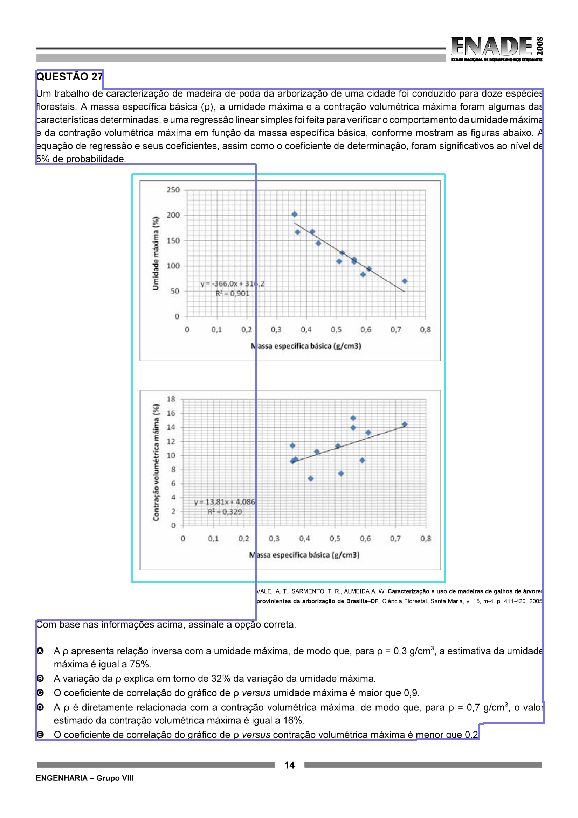 ENADE 2008
EXAME NACIONAL DE DESEMPENHO DOS ESTUDANTES
QUESTÃO 27
Um trabalho de caracterização de madeira de poda da arborização de uma cidade foi conduzido para doze espécies
florestais. A massa específica básica (ρ), a umidade máxima e a contração volumétrica máxima foram algumas das
características determinadas, e uma regressão linear simples foi feita para verificar o comportamento da umidade máxima
e da contração volumétrica máxima em função da massa específica básica, conforme mostram as figuras abaixo. A
equação de regressão e seus coeficientes, assim como o coeficiente de determinação, foram significativos ao nível de
5% de probabilidade.
250
200
150
100
50
0
Umidade máxima (%)
y = -366,0x + 316,2
R² = 0,901
0 0,1 0,2 0,3 0,4 0,5 0,6 0,7 0,8
Massa específica básica (g/cm3)
18
16
14
12
10
8
6
4
2
0
Contração volumétrica máima (%)
y = 13,81x + 4,086
R² = 0,329
0 0,1 0,2 0,3 0,4 0,5 0,6 0,7 0,8
Massa específica básica (g/cm3)
VALE, A. T., SARMENTO, T. R., ALMEIDA A. W. Caracterização e uso de madeiras de galhos de árvores
provinientes da arborização de Brasília-DF. Ciência Florestal, Santa Maria, v. 15, n-4, p. 411-420, 2005
Com base nas informações acima, assinale a opção correta.
A A ρ apresenta relação inversa com a umidade máxima, de modo que, para ρ = 0,3 g/cm³, a estimativa da umidade
máxima é igual a 75%.
B A variação da ρ explica em torno de 32% da variação da umidade máxima.
C O coeficiente de correlação do gráfico de ρ versus umidade máxima é maior que 0,9.
D A ρ é diretamente relacionada com a contração volumétrica máxima, de modo que, para ρ = 0,7 g/cm³, o valor
estimado da contração volumétrica máxima é igual a 16%.
E O coeficiente de correlação do gráfico de ρ versus contração volumétrica máxima é menor que 0,2
14
ENGENHARIA – Grupo VIII